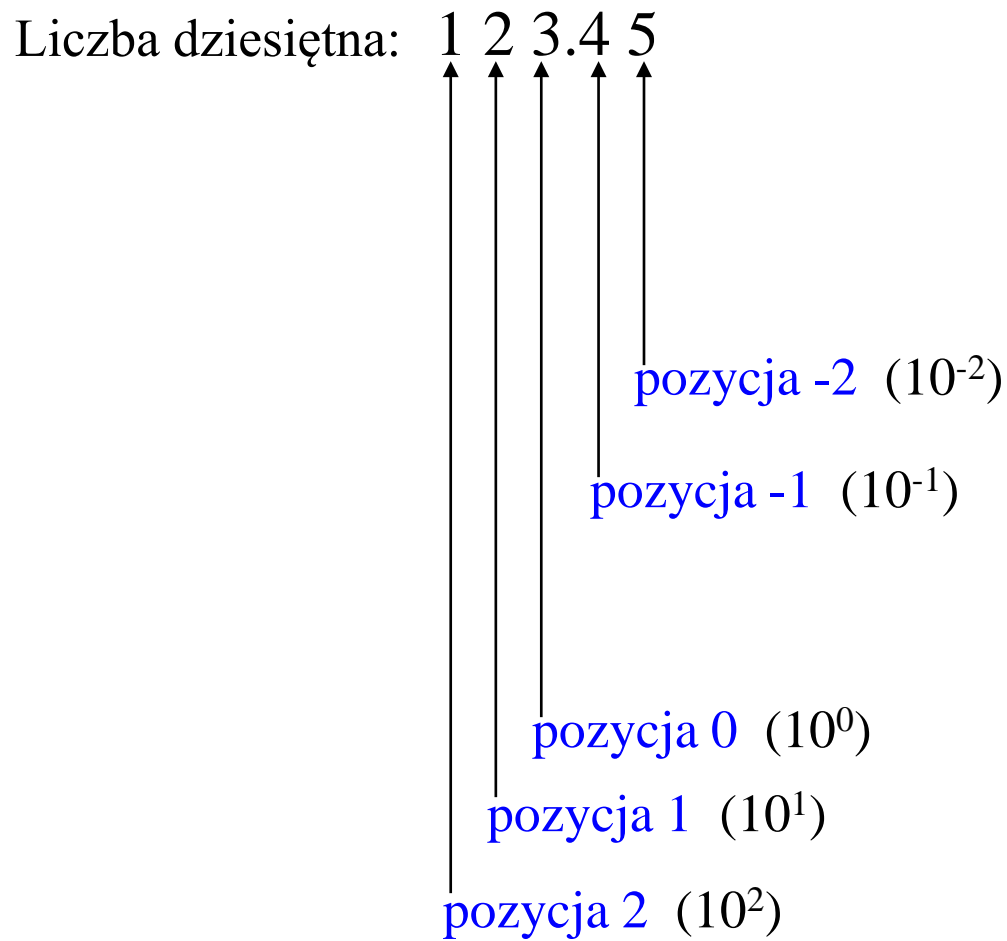 Liczba dziesiętna: 1 2 3.4 5
pozycja -2 (10⁻²)
pozycja -1 (10⁻¹)
pozycja 0 (10⁰)
pozycja 1 (10¹)
pozycja 2 (10²)